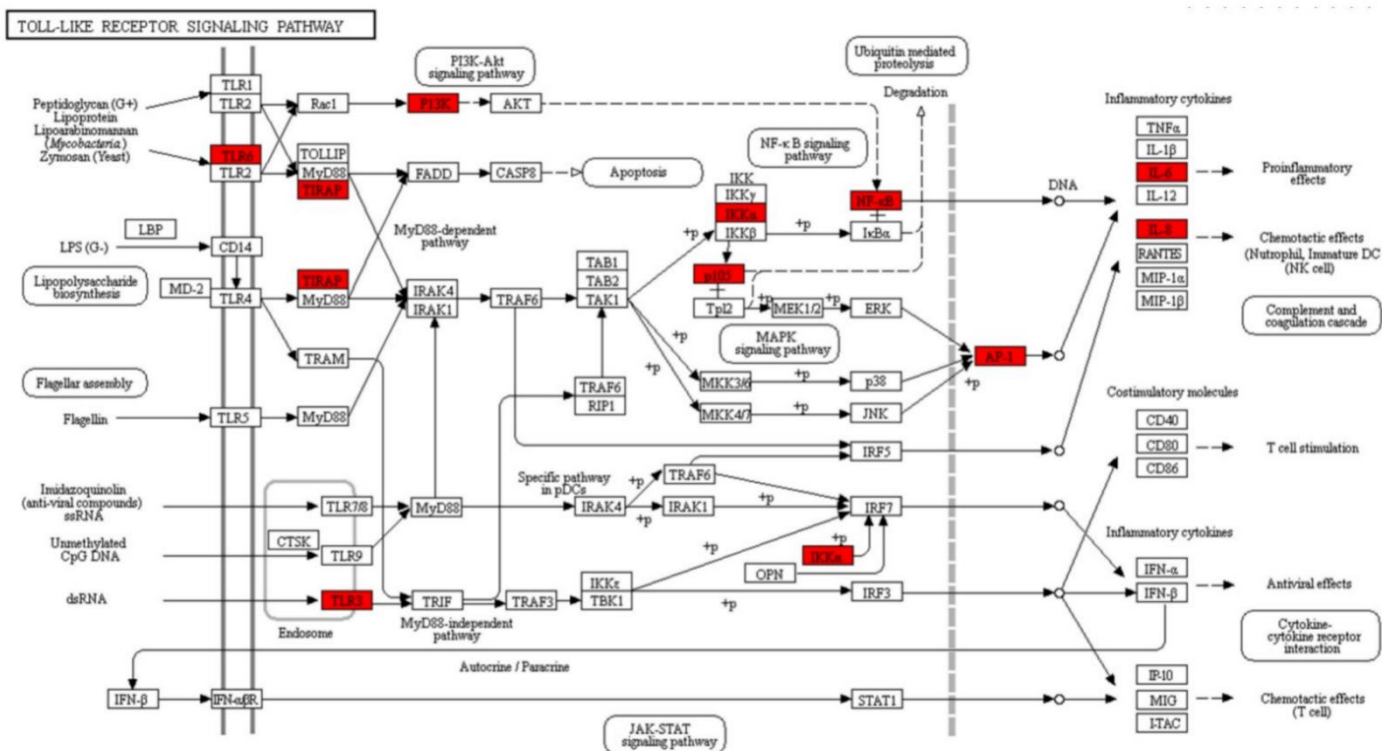 TOLL-LIKE RECEPTOR SIGNALING PATHWAY
PI3K-Akt
signaling pathway
Ubiquitin mediated
proteolysis
Degradation
TLR1
TLR2
Rac1
PI3K
AKT
Peptidoglycan (G+)
Lipoprotein
Lipoarabinomannan
(Mycobacteria)
Zymosan (Yeast)
TLR6
TLR2
TOLLIP
MyD88
TIRAP
FADD
CASP8
Apoptosis
NF-κB signaling
pathway
IKK
IKKγ
IKKα
IKKβ
NF-κB
IκBα
+p
+p
DNA
Inflammatory cytokines
TNFα
IL-1β
IL-6
IL-12
Proinflammatory
effects
IL-8
RANTES
MIP-1α
MIP-1β
Chemotactic effects
(Nutrophil, Immature DC
(NK cell)
Complement and
coagulation cascade
LBP
LPS (G-)
CD14
MyD88-dependent
pathway
Lipopolysaccharide
biosynthesis
MD-2
TLR4
TIRAP
MyD88
IRAK4
IRAK1
TRAF6
TAB1
TAB2
TAK1
p105
Tpl2
+p
MEK1/2
+p
ERK
MAPK
signaling pathway
AP-1
+p
TRAM
+p
+p
MKK3/6
+p
p38
MKK4/7
+p
JNK
TRAF6
RIP1
Flagellar assembly
Flagellin
TLR5
MyD88
Costimulatory molecules
CD40
CD80
CD86
T cell stimulation
IRF5
Imidazoquinolin
(anti-viral compounds)
ssRNA
TLR7/8
MyD88
Specific pathway
in pDCs
IRAK4
+p
TRAF6
+p
IRAK1
+p
IRF7
Unmethylated
CpG DNA
CTSK
TLR9
+p
+p
IKKα
OPN
Inflammatory cytokines
IFN-α
IFN-β
Antiviral effects
dsRNA
TLR3
TRIF
TRAF3
IKKε
TBK1
+p
IRF3
Endosome
MyD88-independent
pathway
Cytokine-
cytokine receptor
interaction
Autocrine / Paracrine
IFN-β
IFN-αβR
STAT1
IP-10
MIG
I-TAC
Chemotactic effects
(T cell)
JAK-STAT
signaling pathway